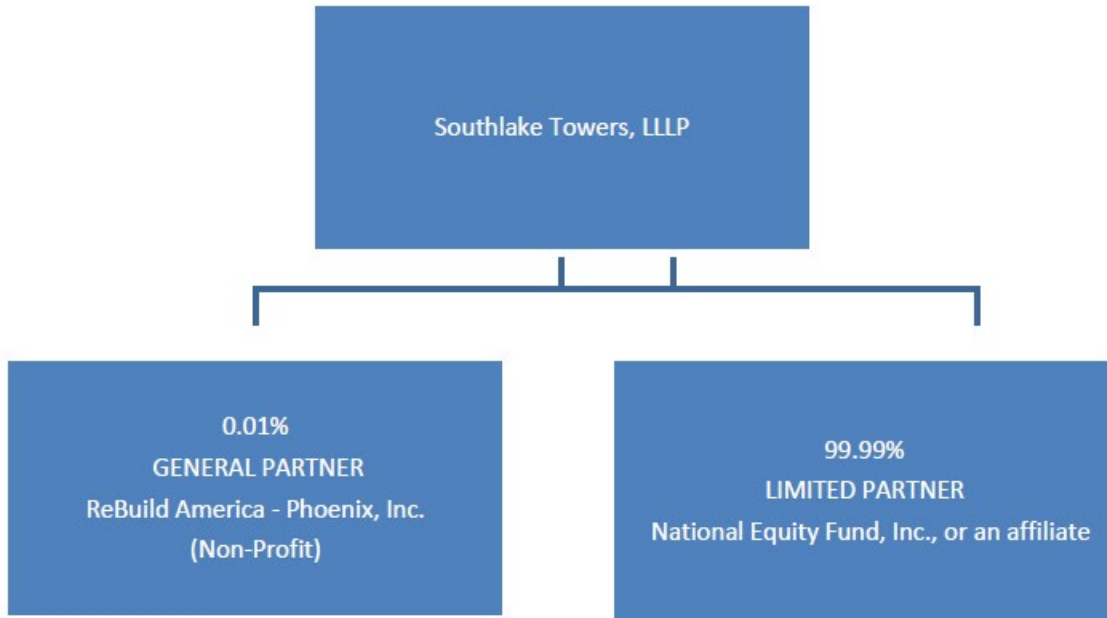 Southlake Towers, LLLP
0.01%
GENERAL PARTNER
ReBuild America - Phoenix, Inc.
(Non-Profit)
99.99%
LIMITED PARTNER
National Equity Fund, Inc., or an affiliate